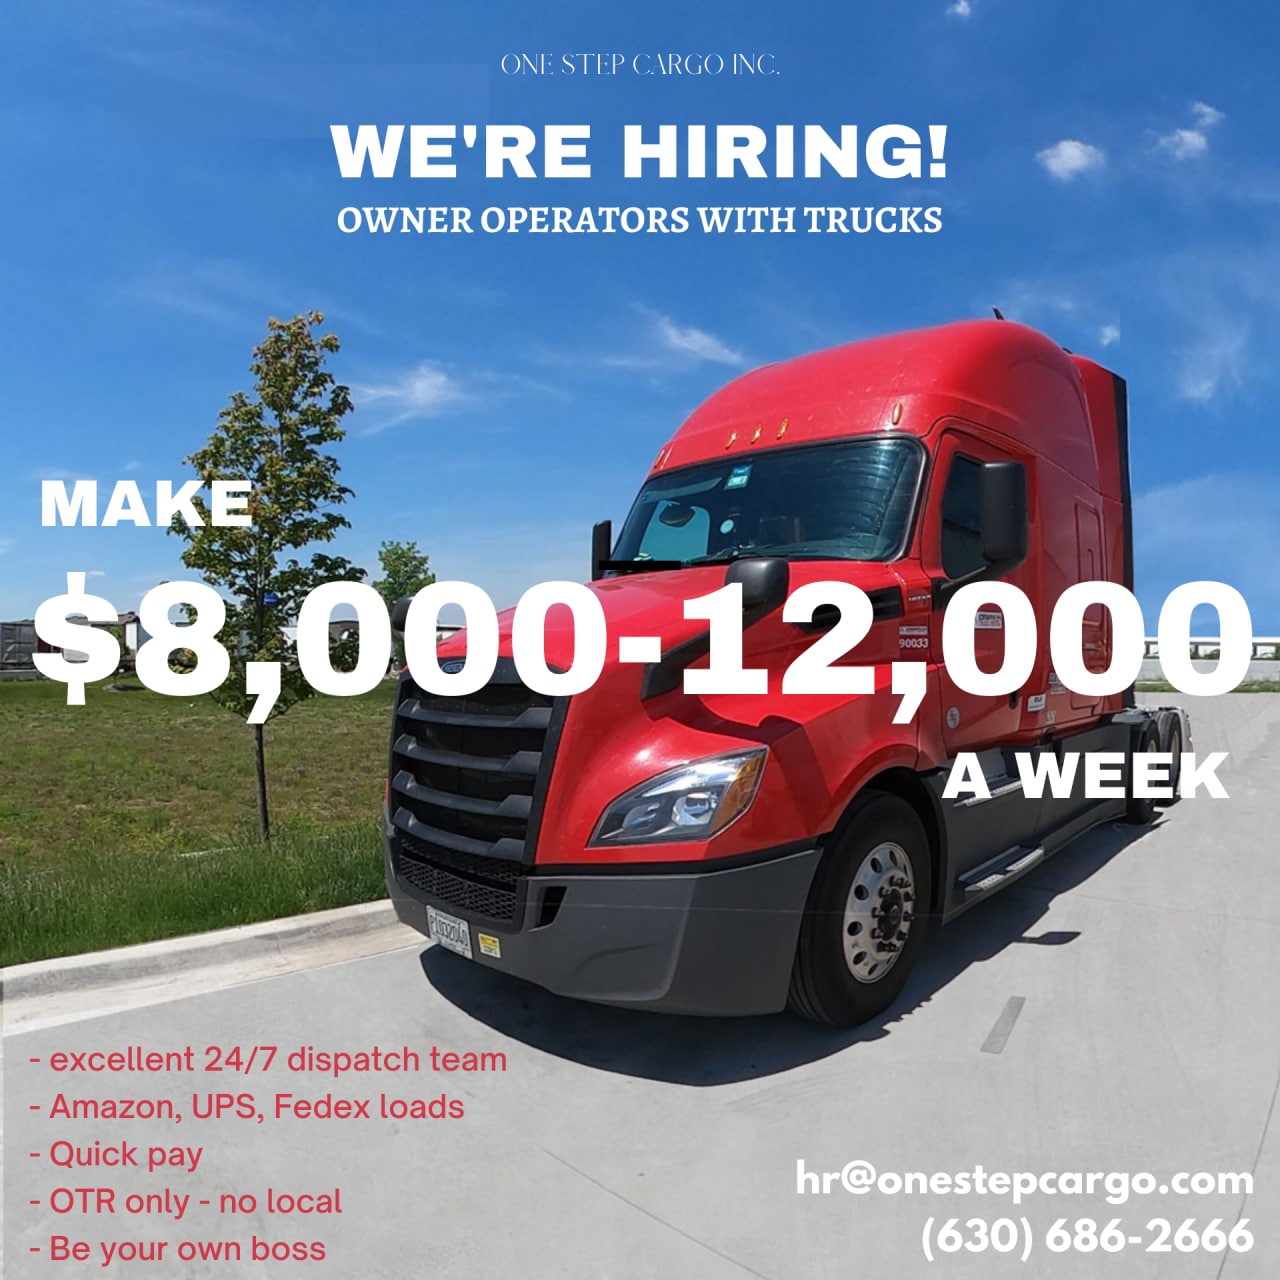 ONE STEP CARGO INC.
WE'RE HIRING!
OWNER OPERATORS WITH TRUCKS
MAKE
$8,000-12,000
90033
A WEEK
P1032040
- excellent 24/7 dispatch team
- Amazon, UPS, Fedex loads
- Quick pay
- OTR only - no local
- Be your own boss
hr@onestepcargo.com
(630) 686-2666